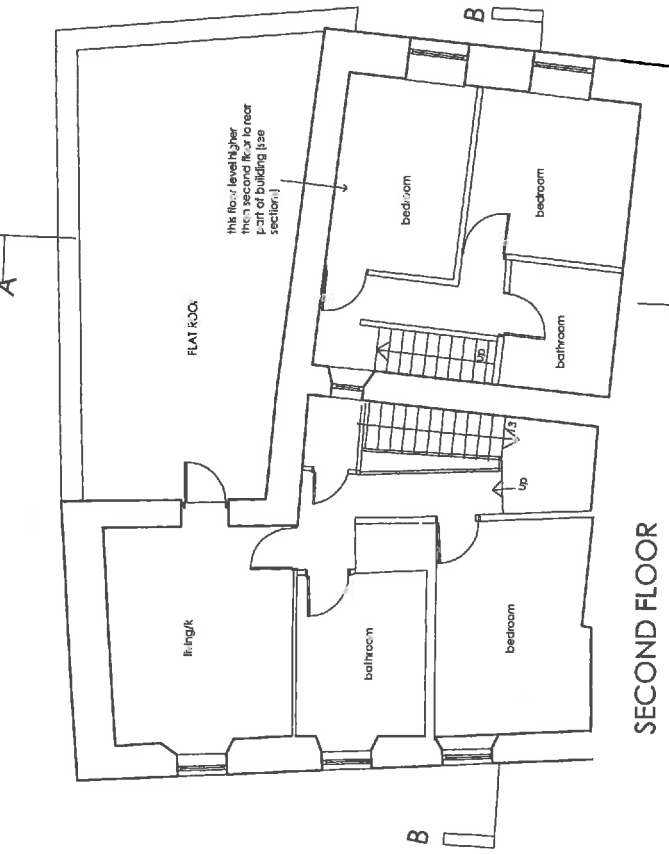 B
A
this floor level higher
than second floor to rear
part of building (see
section)
FLAT ROOF
bedroom
bedroom
bathroom
up
13
up
living/k
bathroom
bedroom
B
SECOND FLOOR